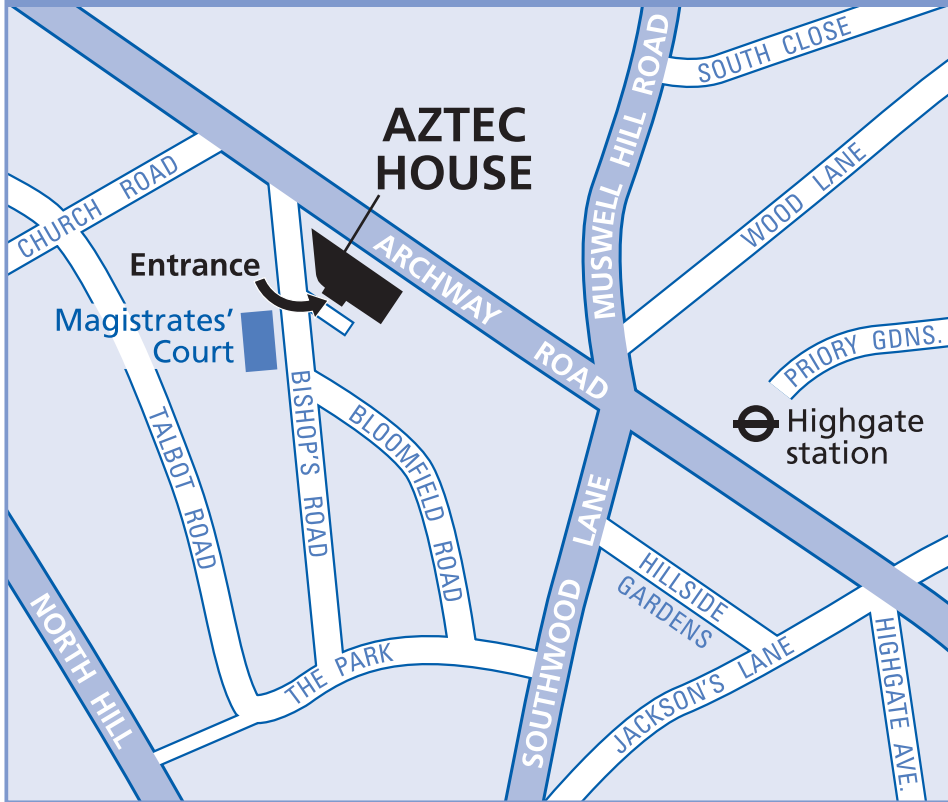 SOUTH CLOSE
MUSWELL HILL ROAD
AZTEC
HOUSE
CHURCH ROAD
WOOD LANE
Entrance
ARCHWAY ROAD
Magistrates'
Court
PRIORY GDNS.
Highgate
station
BISHOP'S ROAD
BLOOMFIELD ROAD
TALBOT ROAD
SOUTHWOOD LANE
HILLSIDE
GARDENS
NORTH HILL
THE PARK
JACKSON'S LANE
HIGHGATE AVE.